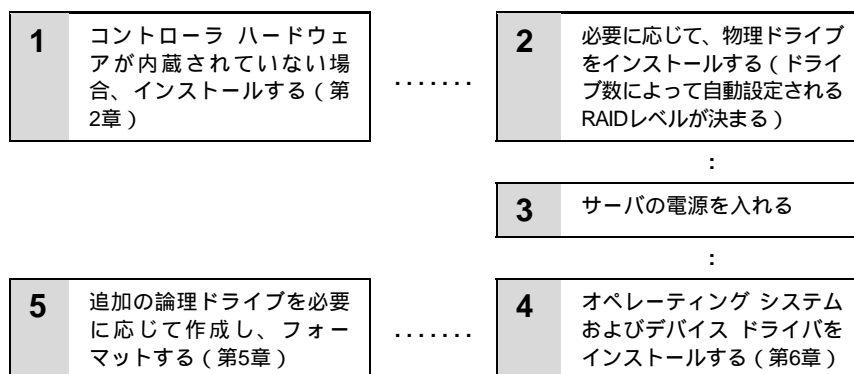 1
コントローラ ハードウェ
アが内蔵されていない場
合、インストールする（第
2章）
.......
2
必要に応じて、物理ドライブ
をインストールする（ドライ
ブ数によって自動設定される
RAIDレベルが決まる）
:
3
サーバの電源を入れる
:
4
オペレーティング システム
およびデバイス ドライバを
インストールする（第6章）
.......
5
追加の論理ドライブを必要
に応じて作成し、フォー
マットする（第5章）